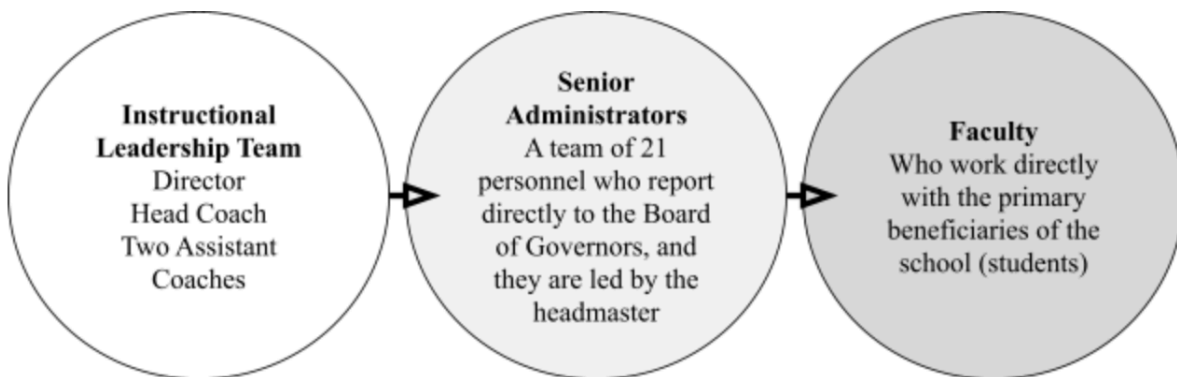 Instructional
Leadership Team
Director
Head Coach
Two Assistant
Coaches
Senior
Administrators
A team of 21
personnel who report
directly to the Board
of Governors, and
they are led by the
headmaster
Faculty
Who work directly
with the primary
beneficiaries of the
school (students)